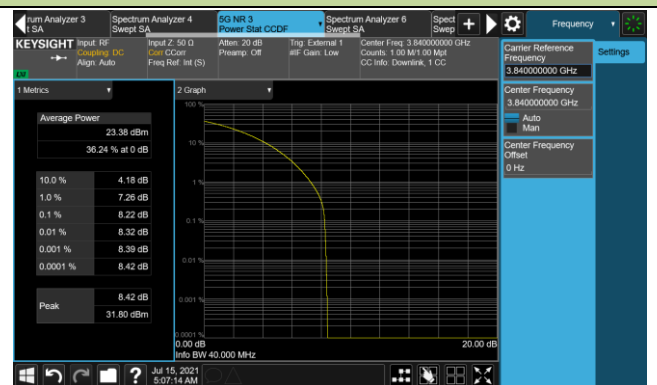 rum Analyzer 3
t SA
Spectrum Analyzer 4
Swept SA
5G NR 3
Power Stat CCDF
Spectrum Analyzer 6
Swept SA
Spect
Swep
Frequency
KEYSIGHT
Input: RF
Coupling: DC
Align: Auto
Input Z: 50 Ω
Corr CCorr
Freq Ref: Int (S)
Atten: 20 dB
Preamp: Off
Trig: External 1
#IF Gain: Low
Center Freq: 3.840000000 GHz
Counts: 1.00 M/1.00 Mpt
CC Info: Downlink, 1 CC
LXI
Carrier Reference
Frequency
3.840000000 GHz
Settings
Center Frequency
3.840000000 GHz
Auto
Man
Center Frequency
Offset
0 Hz
1 Metrics
Average Power
23.38 dBm
36.24 % at 0 dB
10.0 % 4.18 dB
1.0 % 7.26 dB
0.1 % 8.22 dB
0.01 % 8.32 dB
0.001 % 8.39 dB
0.0001 % 8.42 dB
Peak
8.42 dB
31.80 dBm
2 Graph
100 %
10 %
1 %
0.1 %
0.01 %
0.001 %
0.0001 %
0.00 dB 20.00 dB
Info BW 40.000 MHz
?
Jul 15, 2021
5:07:14 AM